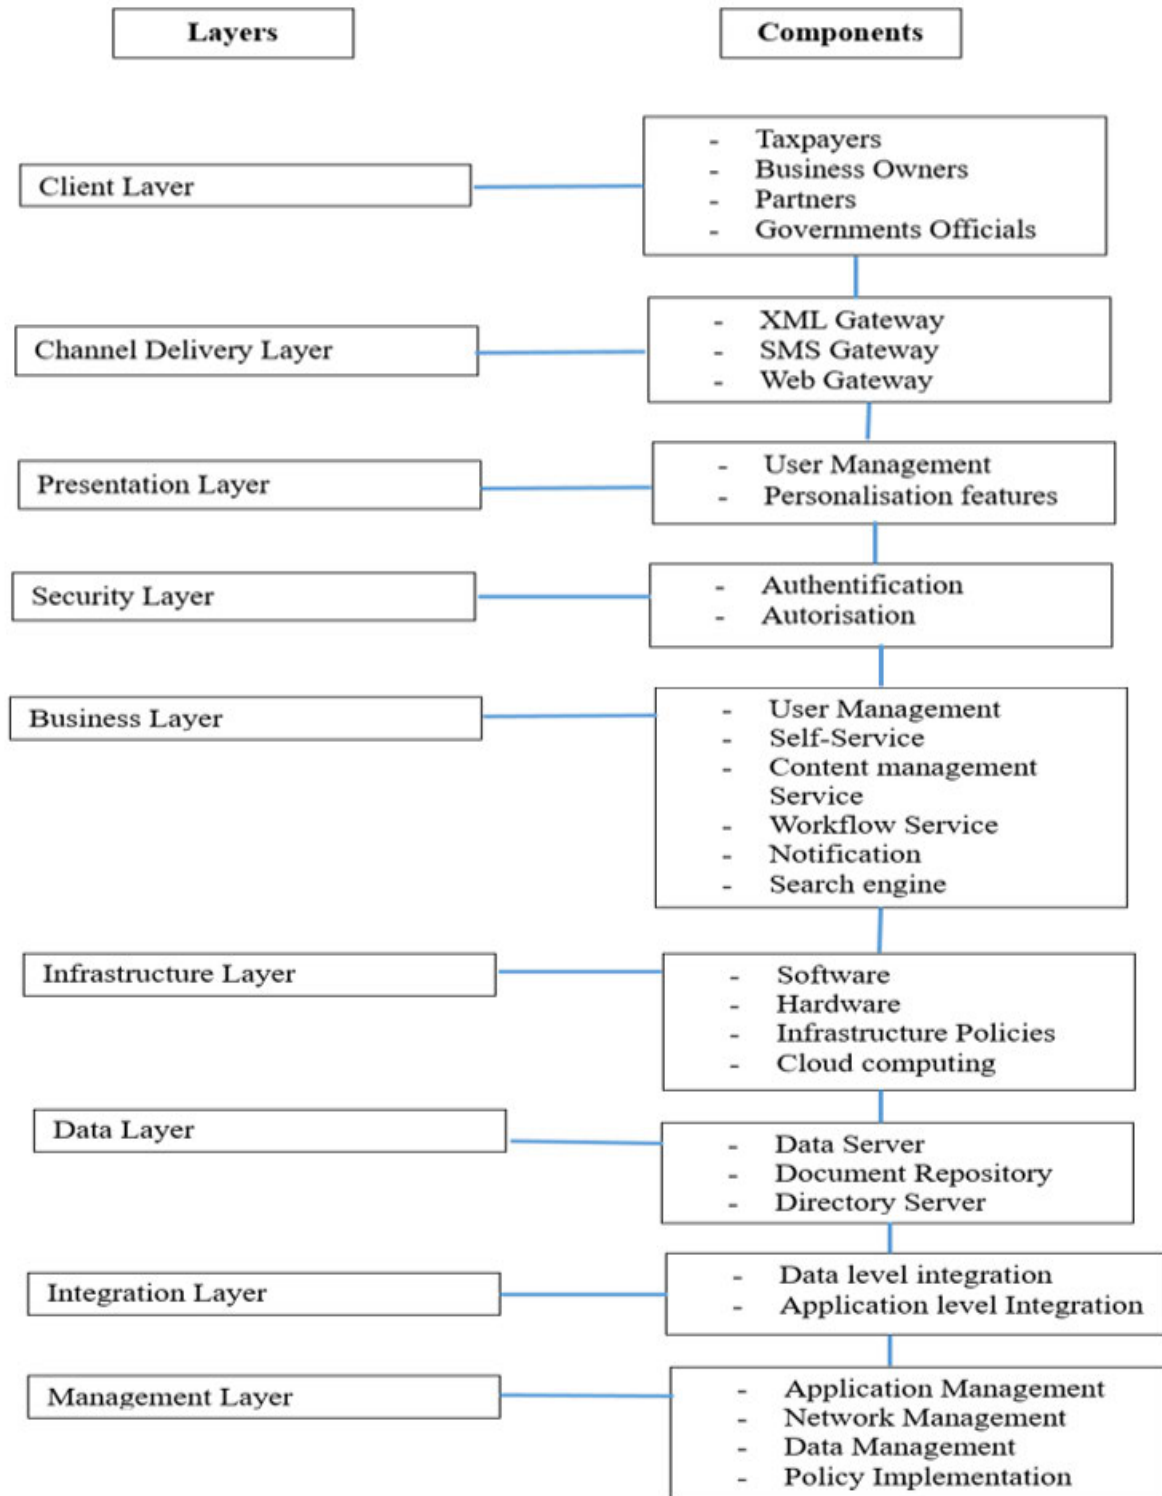 Layers
Components
Client Layer
- Taxpayers
- Business Owners
- Partners
- Governments Officials
Channel Delivery Layer
- XML Gateway
- SMS Gateway
- Web Gateway
Presentation Layer
- User Management
- Personalisation features
Security Layer
- Authentification
- Autorisation
Business Layer
- User Management
- Self-Service
- Content management
Service
- Workflow Service
- Notification
- Search engine
Infrastructure Layer
- Software
- Hardware
- Infrastructure Policies
- Cloud computing
Data Layer
- Data Server
- Document Repository
- Directory Server
Integration Layer
- Data level integration
- Application level Integration
Management Layer
- Application Management
- Network Management
- Data Management
- Policy Implementation